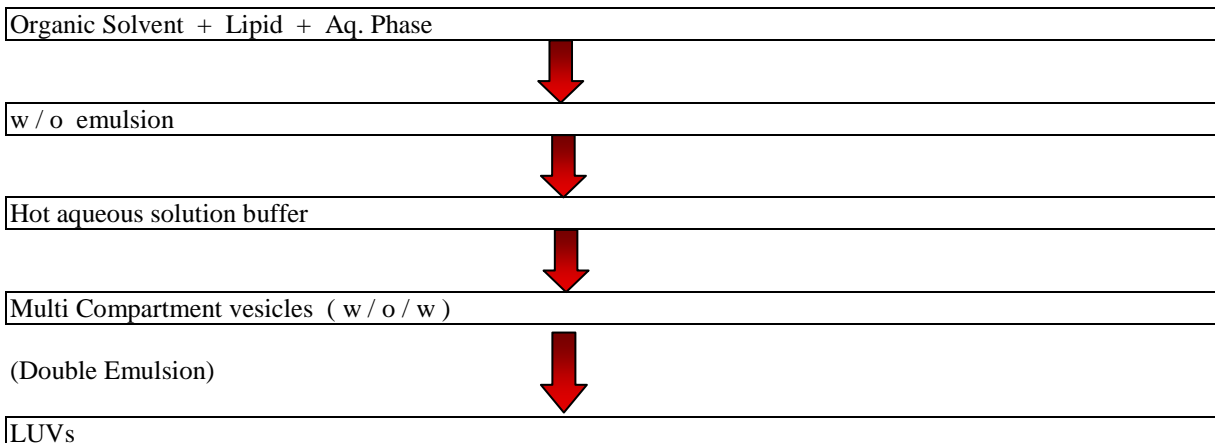 Organic Solvent + Lipid + Aq. Phase
w / o emulsion
Hot aqueous solution buffer
Multi Compartment vesicles ( w / o / w )
(Double Emulsion)
LUVs